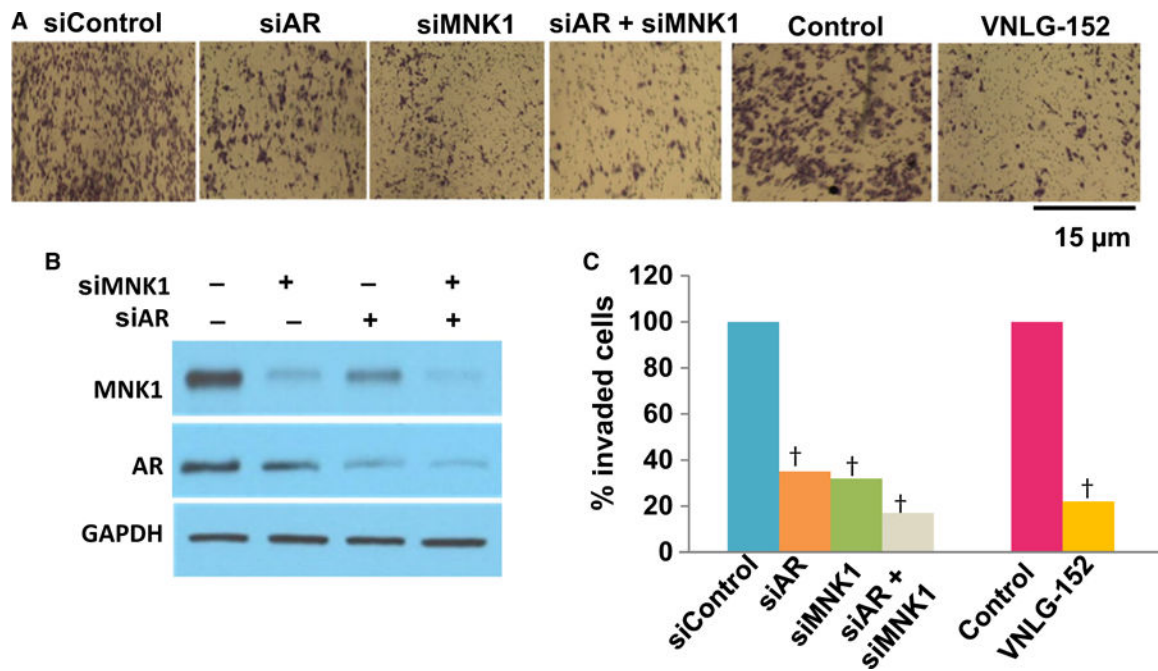 A
siControl
siAR
siMNK1
siAR + siMNK1
Control
VNLG-152
15 µm
B
siMNK1 – + – +
siAR – – + +
MNK1
AR
GAPDH
C
% invaded cells
120
100
80
60
40
20
0
†
†
†
†
siControl
siAR
siMNK1
siAR +
siMNK1
Control
VNLG-152